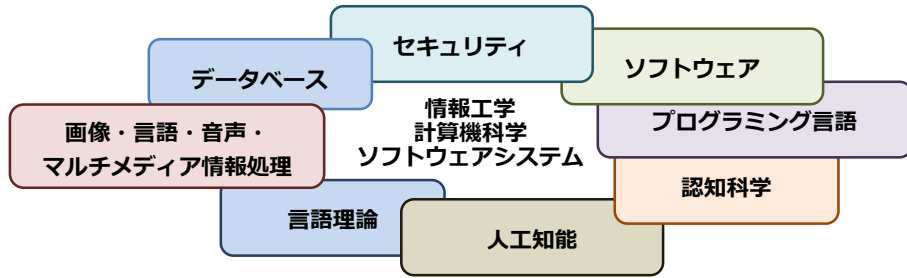 セキュリティ
データベース
ソフトウェア
情報工学
計算機科学
ソフトウェアシステム
プログラミング言語
画像・言語・音声・
マルチメディア情報処理
認知科学
言語理論
人工知能